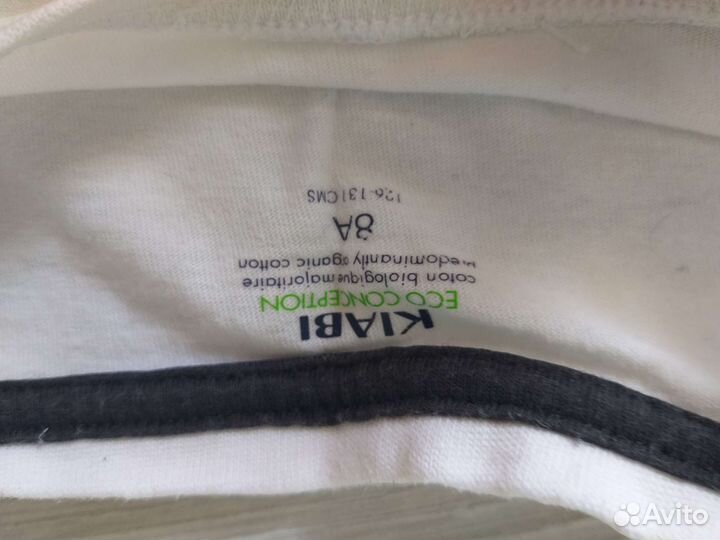 KIABI
ECO CONCEPTION
coton biologique majoritaire
predominantly organic cotton
8A
126-131CMS
Avito